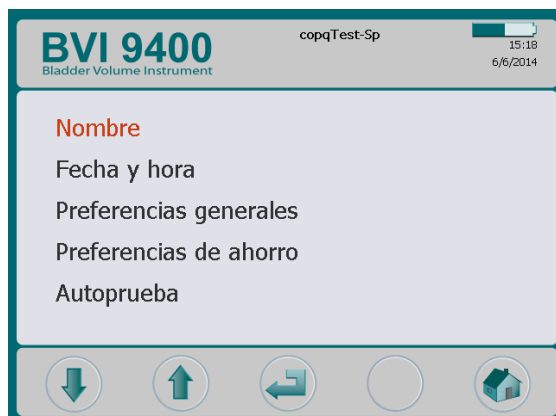 BVI 9400
Bladder Volume Instrument
copqTest-Sp
15:18
6/6/2014
Nombre
Fecha y hora
Preferencias generales
Preferencias de ahorro
Autoprueba